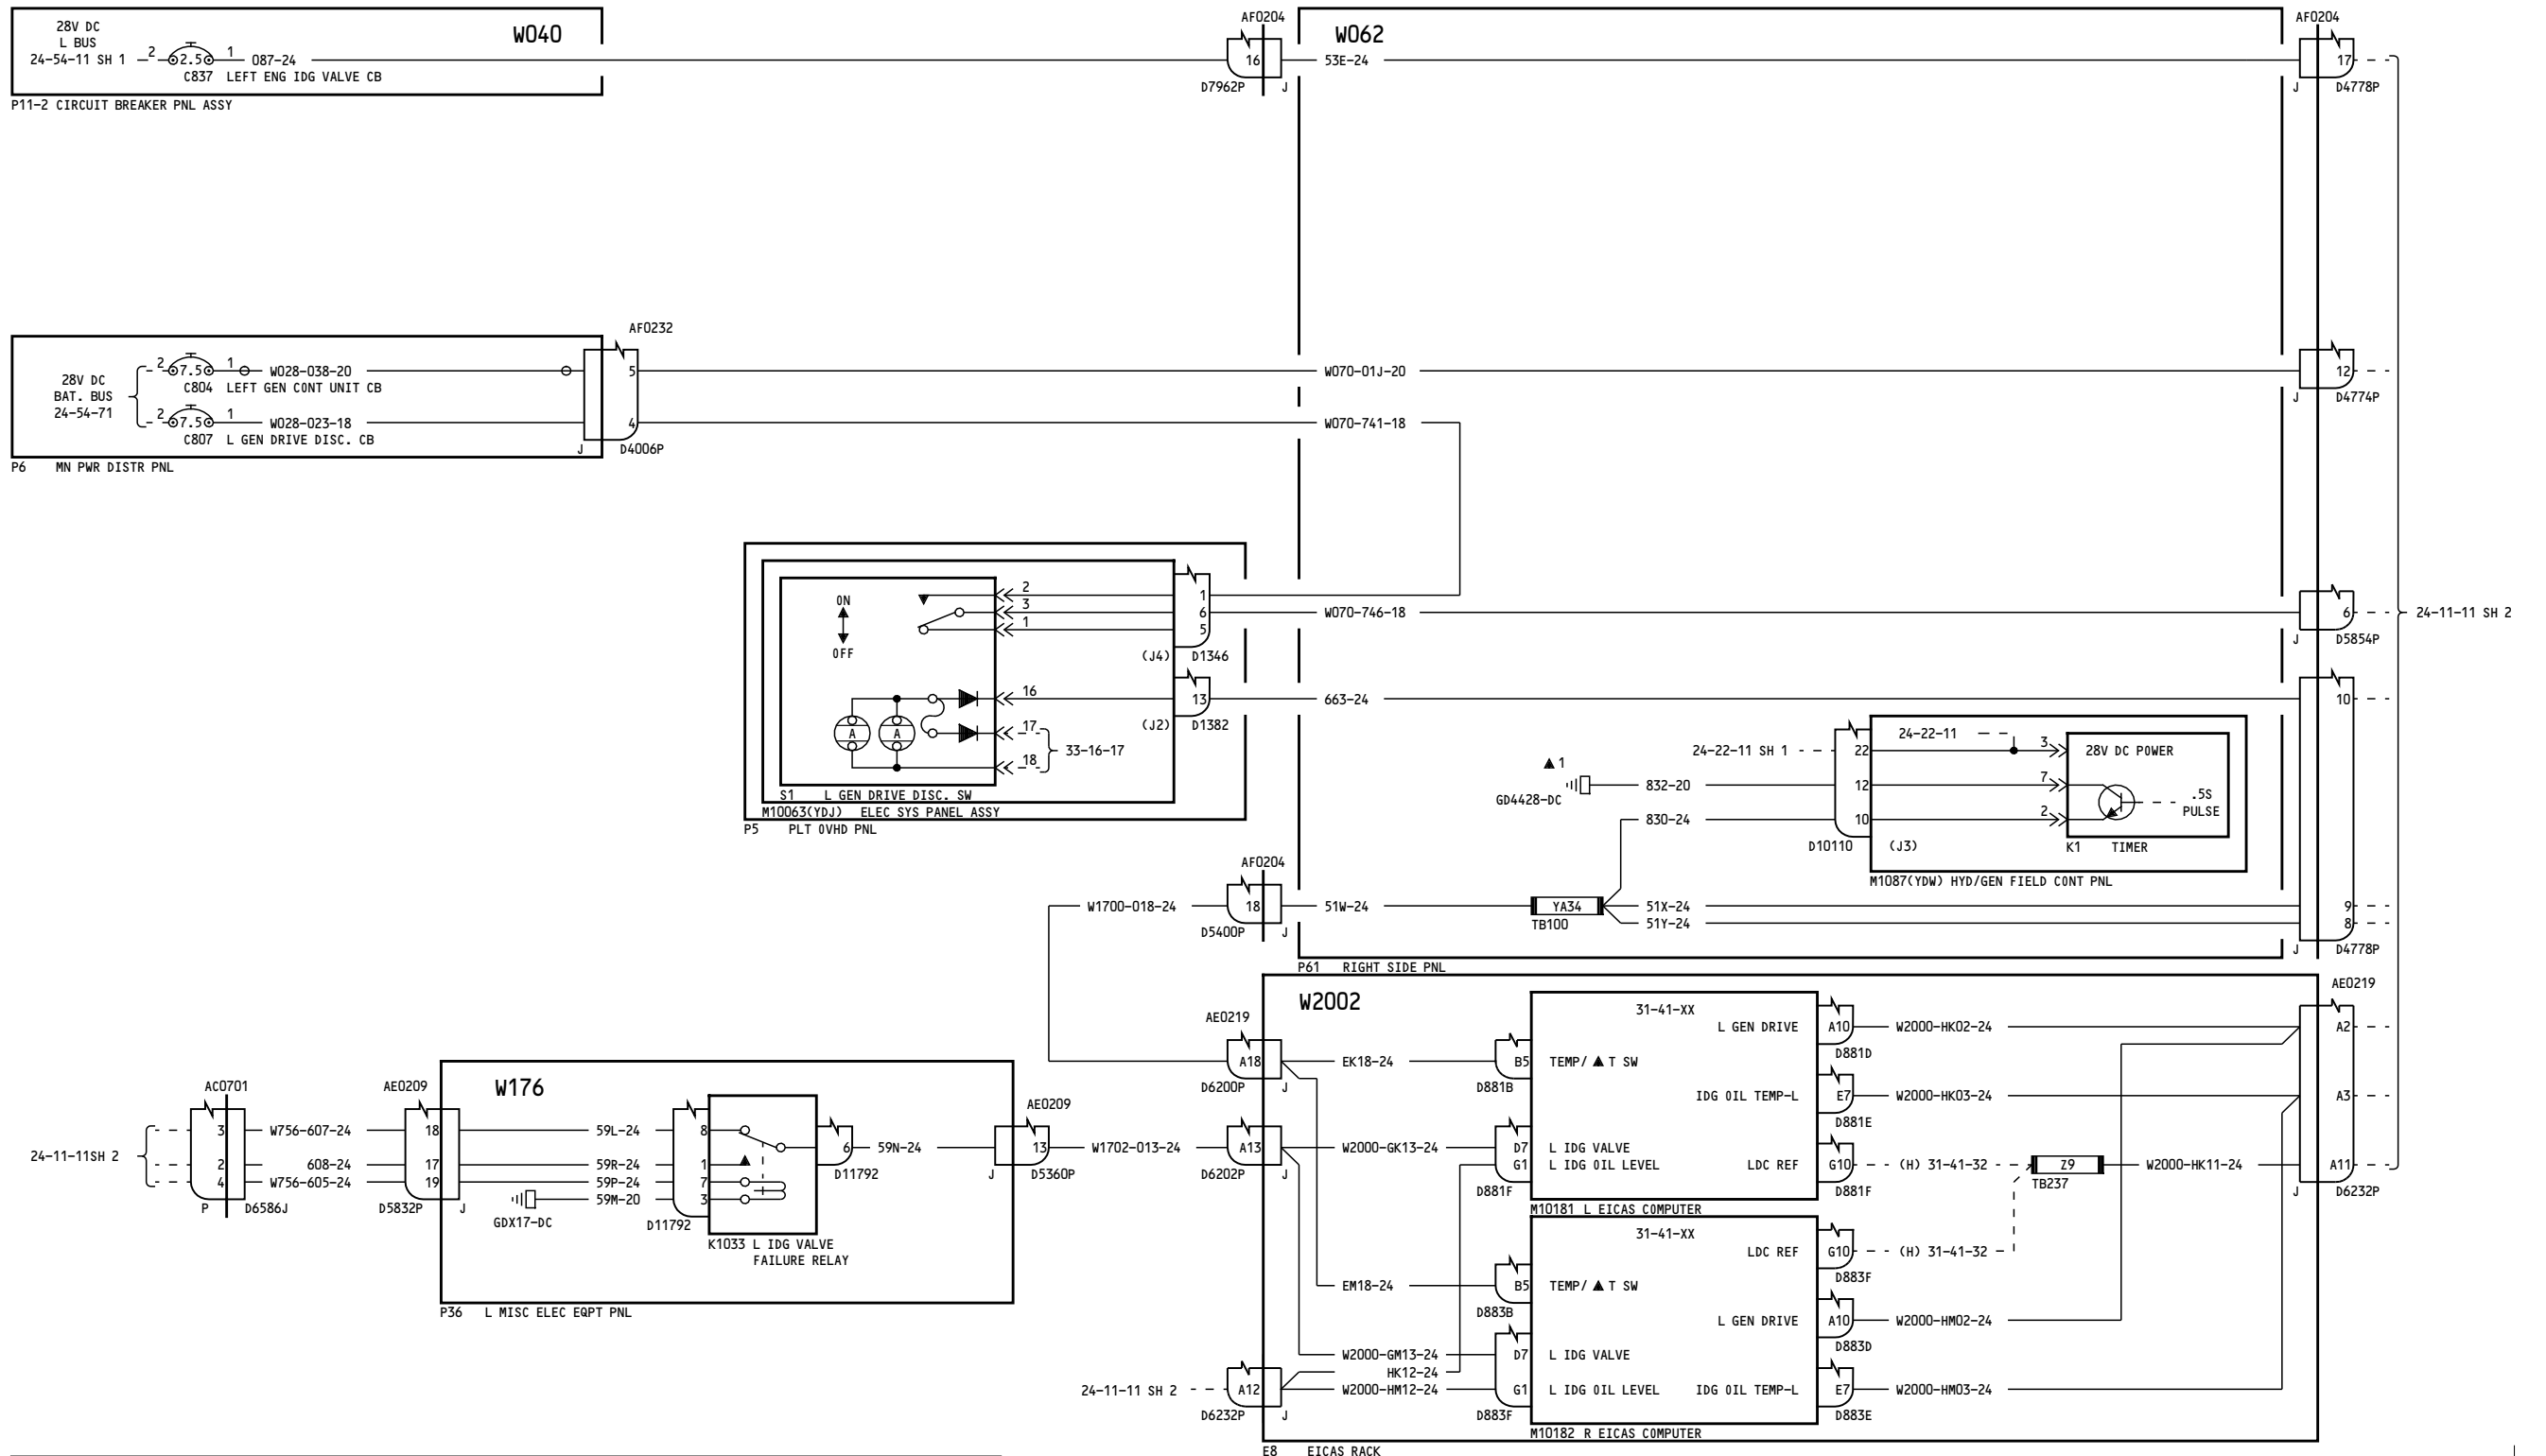 28V DC
L BUS
24-54-11 SH 1
2
2.5
1
087-24
C837 LEFT ENG IDG VALVE CB
W040
P11-2 CIRCUIT BREAKER PNL ASSY
AF0204
16
D7962P
J
W062
53E-24
AF0204
17
J
D4778P
28V DC
BAT. BUS
24-54-71
2
7.5
1
W028-038-20
C804 LEFT GEN CONT UNIT CB
2
7.5
1
W028-023-18
C807 L GEN DRIVE DISC. CB
P6 MN PWR DISTR PNL
AF0232
5
4
J
D4006P
W070-01J-20
W070-741-18
12
J
D4774P
ON
OFF
2
3
1
1
6
5
(J4)
D1346
W070-746-18
6
J
D5854P
24-11-11 SH 2
A
A
16
17
18
33-16-17
13
(J2)
D1382
663-24
10
S1 L GEN DRIVE DISC. SW
M10063(YDJ) ELEC SYS PANEL ASSY
P5 PLT OVHD PNL
24-22-11 SH 1
22
24-22-11
3
28V DC POWER
▲ 1
GD4428-DC
832-20
12
7
.5S
PULSE
830-24
10
2
D10110
(J3)
K1 TIMER
M1087(YDW) HYD/GEN FIELD CONT PNL
AF0204
W1700-018-24
18
D5400P
J
51W-24
YA34
TB100
51X-24
51Y-24
9
8
J
D4778P
P61 RIGHT SIDE PNL
W2002
AE0219
A18
D6200P
J
EK18-24
B5
D881B
31-41-XX
L GEN DRIVE
TEMP/ ▲ T SW
IDG OIL TEMP-L
L IDG VALVE
L IDG OIL LEVEL
LDC REF
M10181 L EICAS COMPUTER
A10
D881D
W2000-HK02-24
E7
D881E
W2000-HK03-24
G10
D881F
(H) 31-41-32
Z9
TB237
W2000-HK11-24
AE0219
A2
A3
A11
J
D6232P
AC0701
24-11-11SH 2
3
2
4
P
D6586J
W756-607-24
608-24
W756-605-24
AE0209
18
17
19
D5832P
J
W176
59L-24
59R-24
59P-24
59M-20
GDX17-DC
8
1
7
3
D11792
6
D11792
59N-24
K1033 L IDG VALVE
FAILURE RELAY
P36 L MISC ELEC EQPT PNL
AE0209
13
J
D5360P
W1702-013-24
A13
D6202P
J
W2000-GK13-24
D7
G1
D881F
31-41-XX
LDC REF
TEMP/ ▲ T SW
L GEN DRIVE
L IDG VALVE
L IDG OIL LEVEL
IDG OIL TEMP-L
M10182 R EICAS COMPUTER
G10
D883F
(H) 31-41-32
EM18-24
B5
D883B
A10
D883D
W2000-HM02-24
W2000-GM13-24
HK12-24
W2000-HM12-24
D7
G1
D883F
E7
D883E
W2000-HM03-24
24-11-11 SH 2
A12
D6232P
J
E8 EICAS RACK